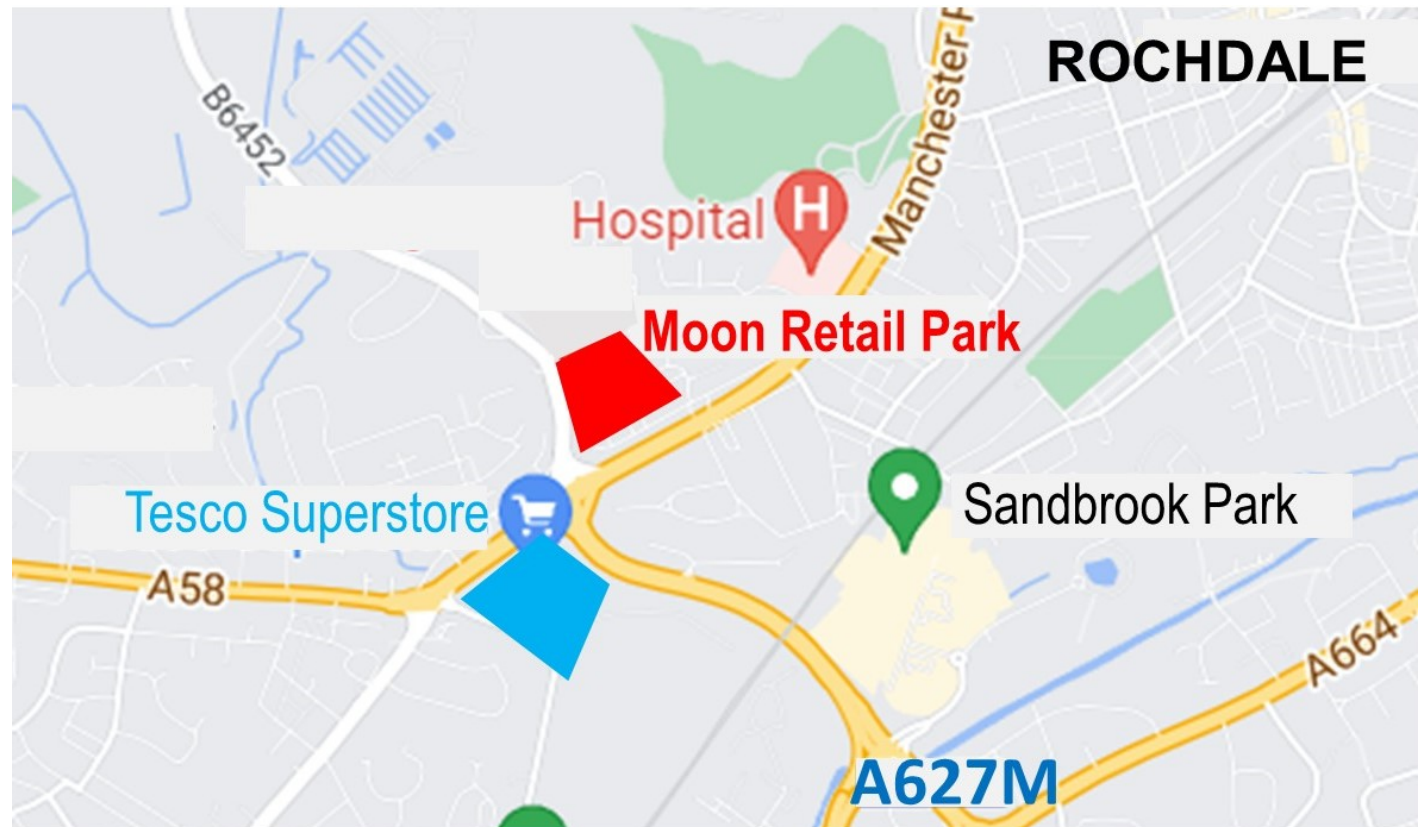 ROCHDALE
B6452
Manchester
Hospital H
Moon Retail Park
Tesco Superstore
Sandbrook Park
A58
A664
A627M